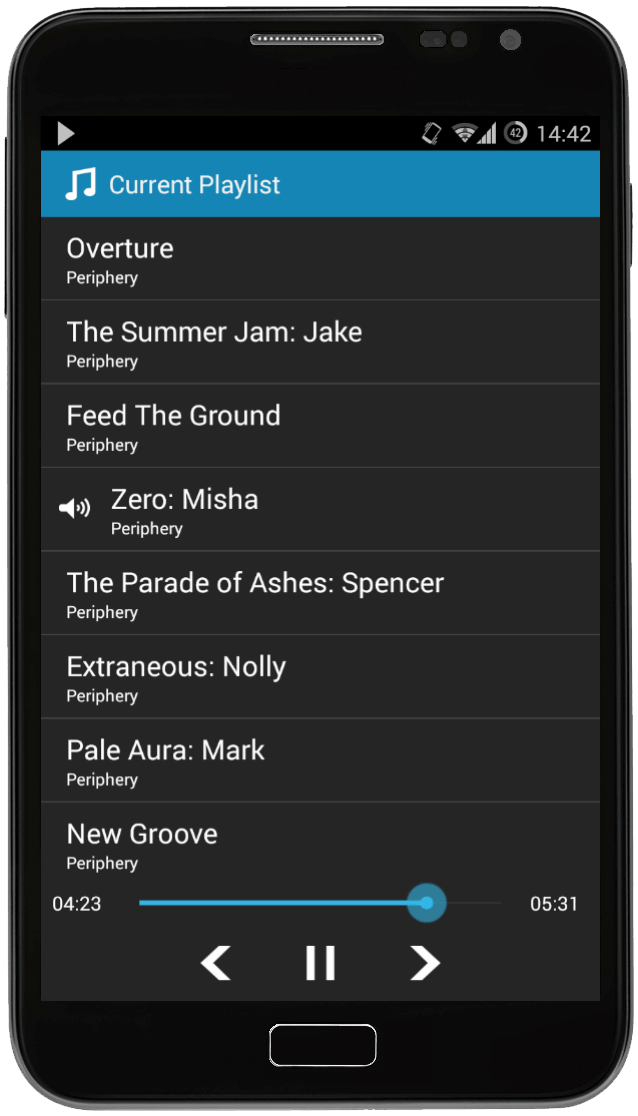 42 14:42
Current Playlist
Overture
Periphery
The Summer Jam: Jake
Periphery
Feed The Ground
Periphery
Zero: Misha
Periphery
The Parade of Ashes: Spencer
Periphery
Extraneous: Nolly
Periphery
Pale Aura: Mark
Periphery
New Groove
Periphery
04:23 05:31